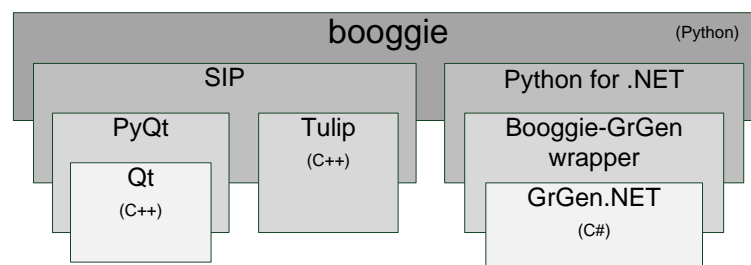 booggie (Python)
SIP Python for .NET
PyQt Tulip Booggie-GrGen
(C++) wrapper
Qt GrGen.NET
(C++) (C#)